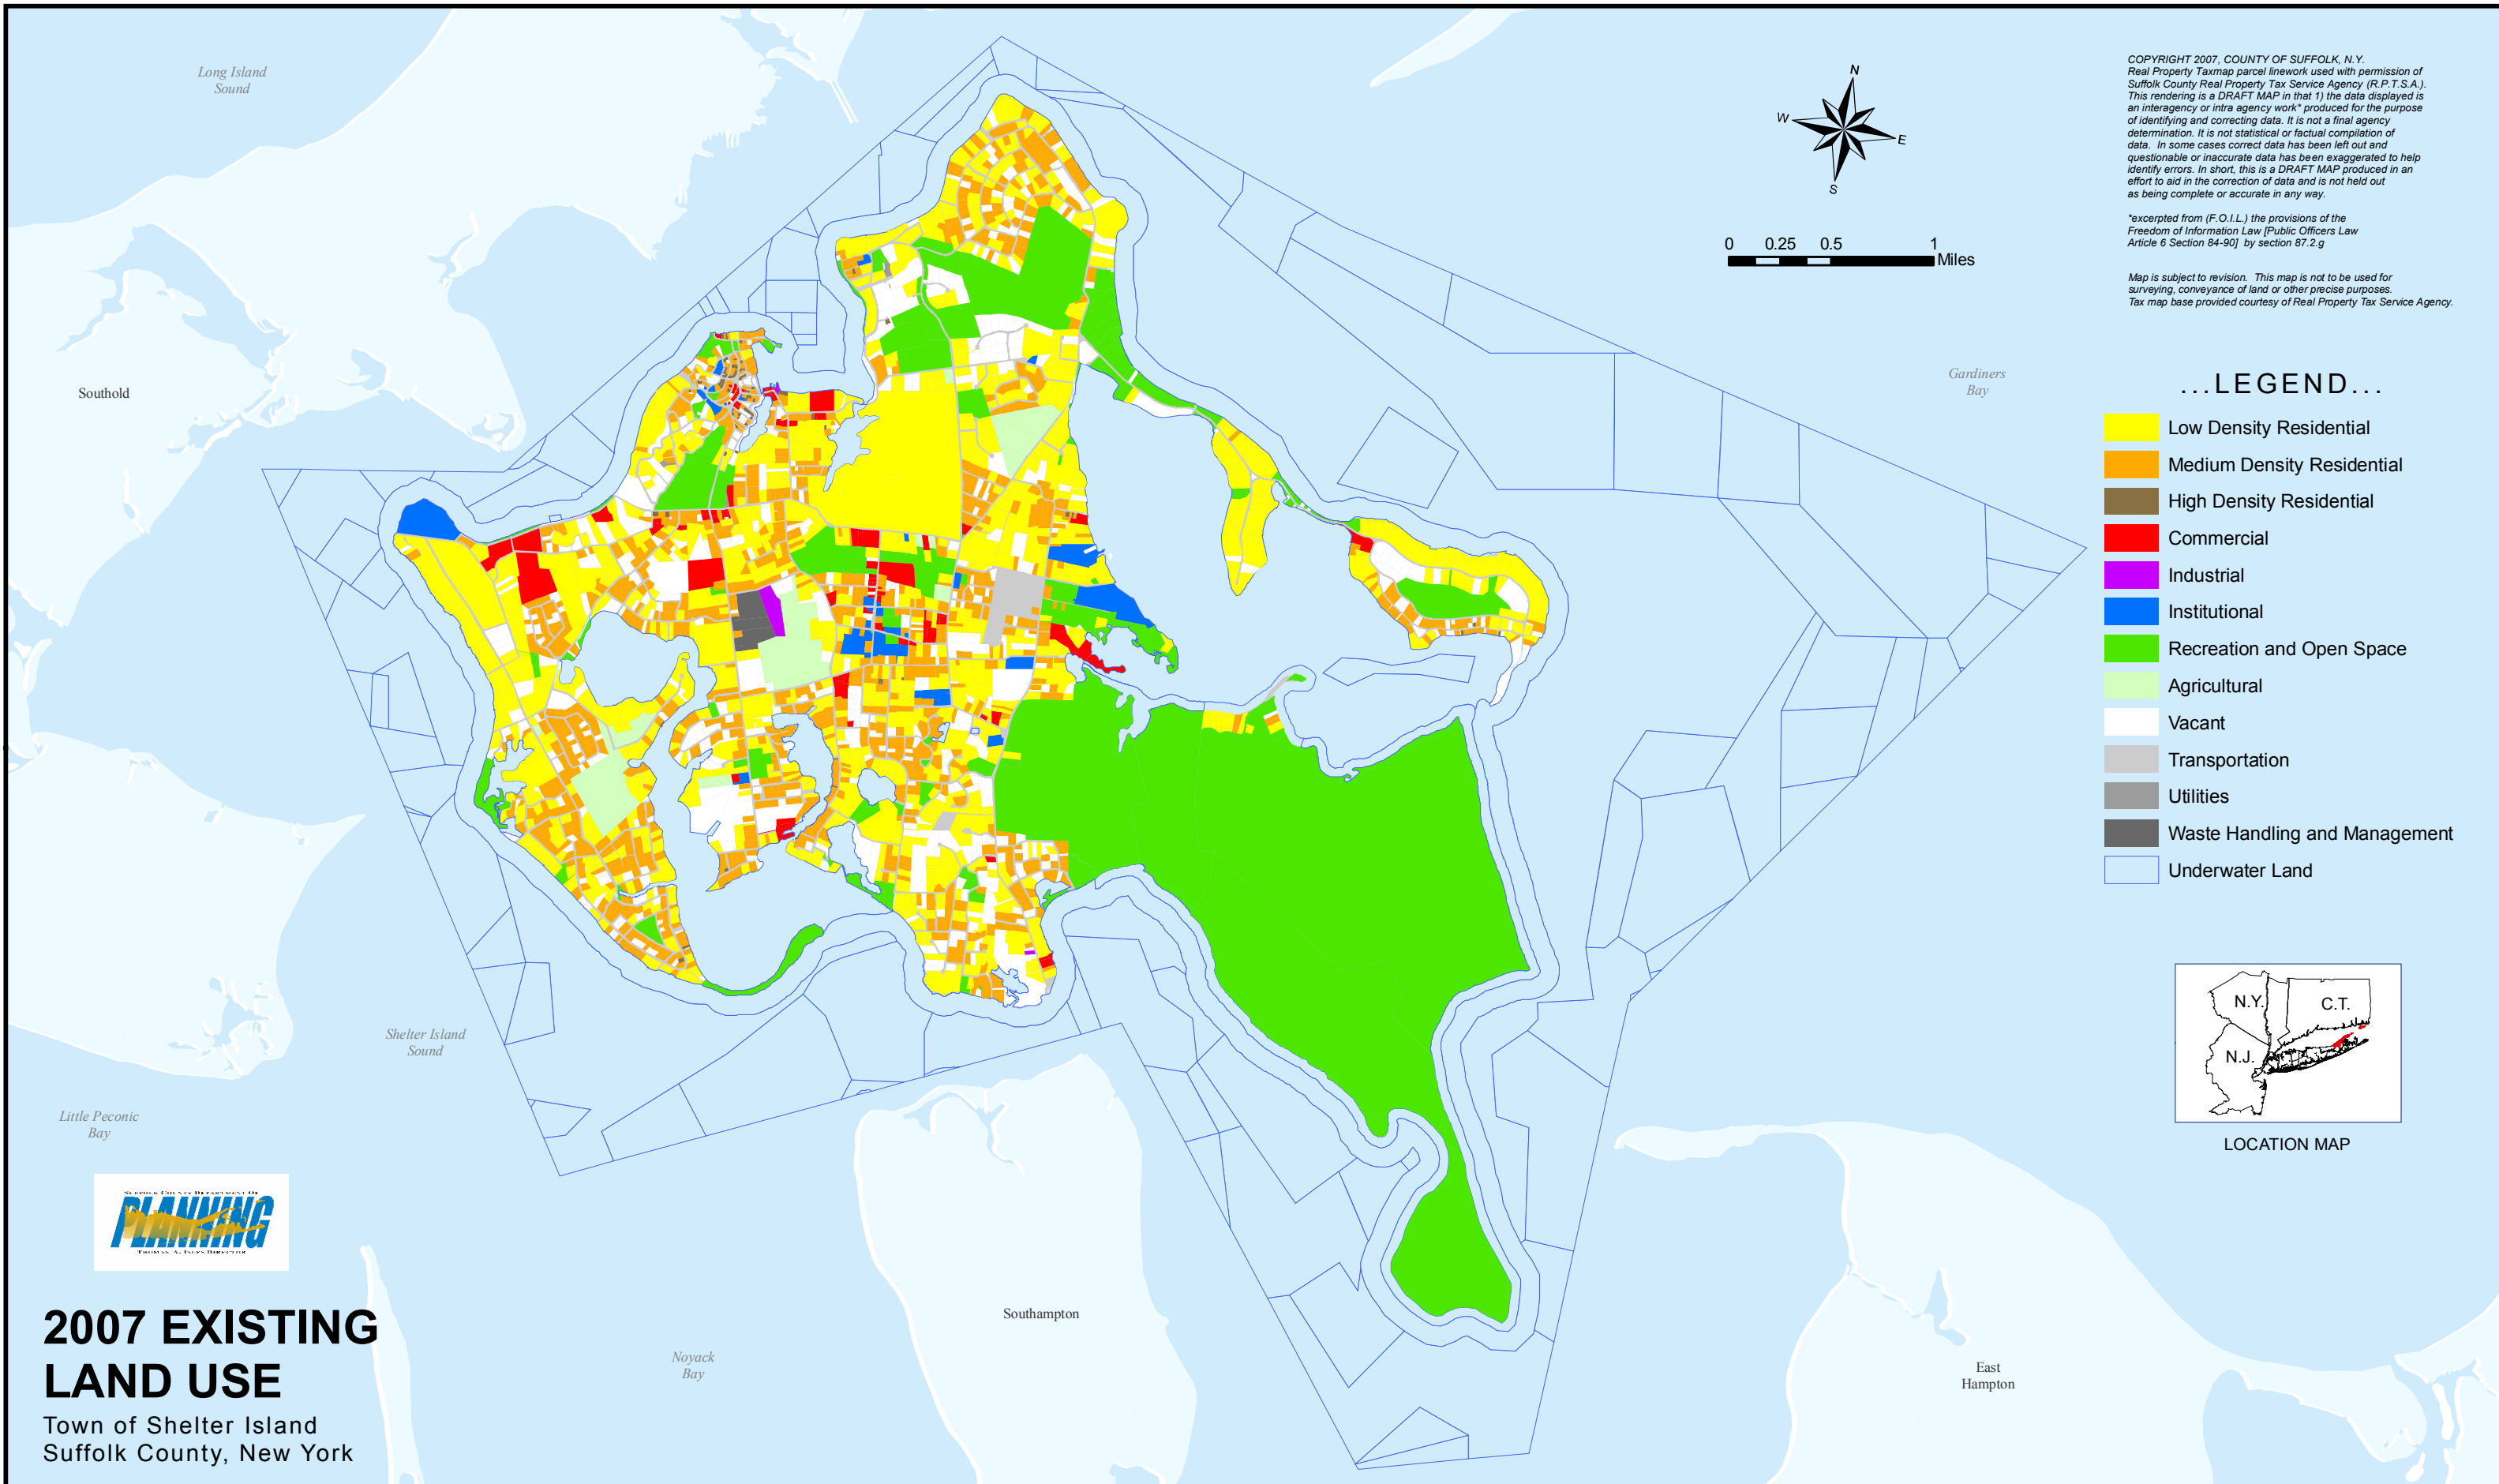 Long Island
Sound
N
W
E
S
0 0.25 0.5 1
Miles
COPYRIGHT 2007, COUNTY OF SUFFOLK, N.Y.
Real Property Taxmap parcel linework used with permission of
Suffolk County Real Property Tax Service Agency (R.P.T.S.A.).
This rendering is a DRAFT MAP in that 1) the data displayed is
an interagency or intra agency work* produced for the purpose
of identifying and correcting data. It is not a final agency
determination. It is not statistical or factual compilation of
data. In some cases correct data has been left out and
questionable or inaccurate data has been exaggerated to help
identify errors. In short, this is a DRAFT MAP produced in an
effort to aid in the correction of data and is not held out
as being complete or accurate in any way.
*excerpted from (F.O.I.L.) the provisions of the
Freedom of Information Law [Public Officers Law
Article 6 Section 84-90] by section 87.2.g
Map is subject to revision. This map is not to be used for
surveying, conveyance of land or other precise purposes.
Tax map base provided courtesy of Real Property Tax Service Agency.
Southold
Gardiners
Bay
...LEGEND...
Low Density Residential
Medium Density Residential
High Density Residential
Commercial
Industrial
Institutional
Recreation and Open Space
Agricultural
Vacant
Transportation
Utilities
Waste Handling and Management
Underwater Land
N.Y.
C.T.
N.J.
LOCATION MAP
Shelter Island
Sound
Little Peconic
Bay
SUFFOLK COUNTY DEPARTMENT OF
PLANNING
THOMAS A. ISLES DIRECTOR
Southampton
Noyack
Bay
East
Hampton
2007 EXISTING
LAND USE
Town of Shelter Island
Suffolk County, New York